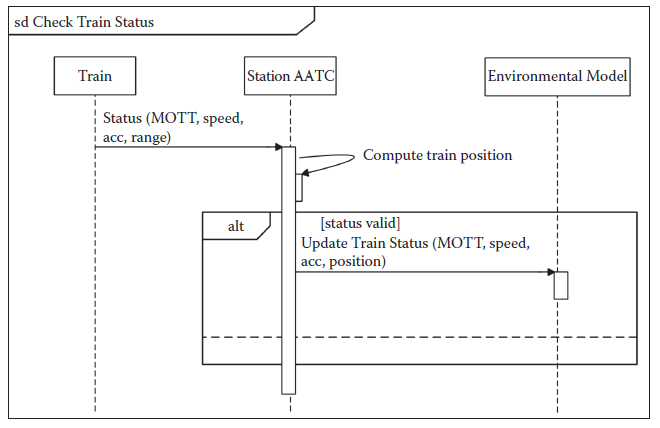 sd Check Train Status
Train
Station AATC
Environmental Model
Status (MOTT, speed,
acc, range)
Compute train position
alt
[status valid]
Update Train Status (MOTT, speed,
acc, position)